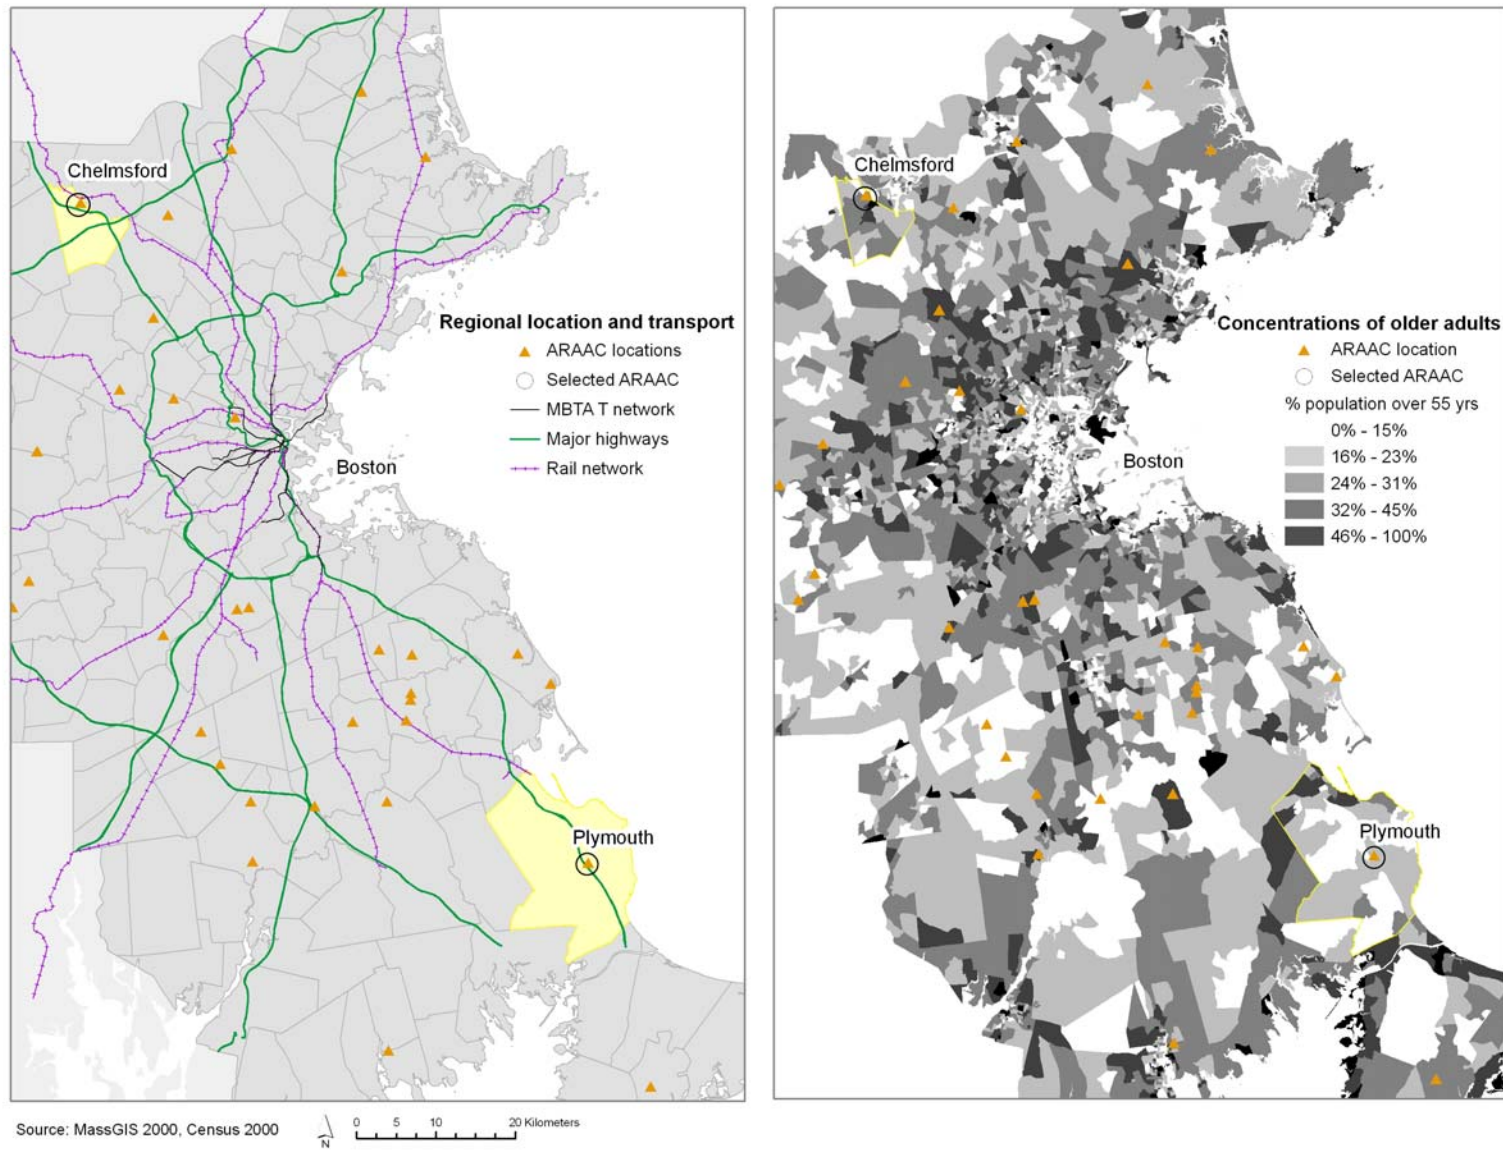 Chelmsford
Regional location and transport
ARAAC locations
Selected ARAAC
MBTA T network
Major highways
Rail network
Boston
Plymouth
Chelmsford
Concentrations of older adults
ARAAC location
Selected ARAAC
% population over 55 yrs
0% - 15%
16% - 23%
24% - 31%
32% - 45%
46% - 100%
Boston
Plymouth
Source: MassGIS 2000, Census 2000
N
0 5 10 20 Kilometers